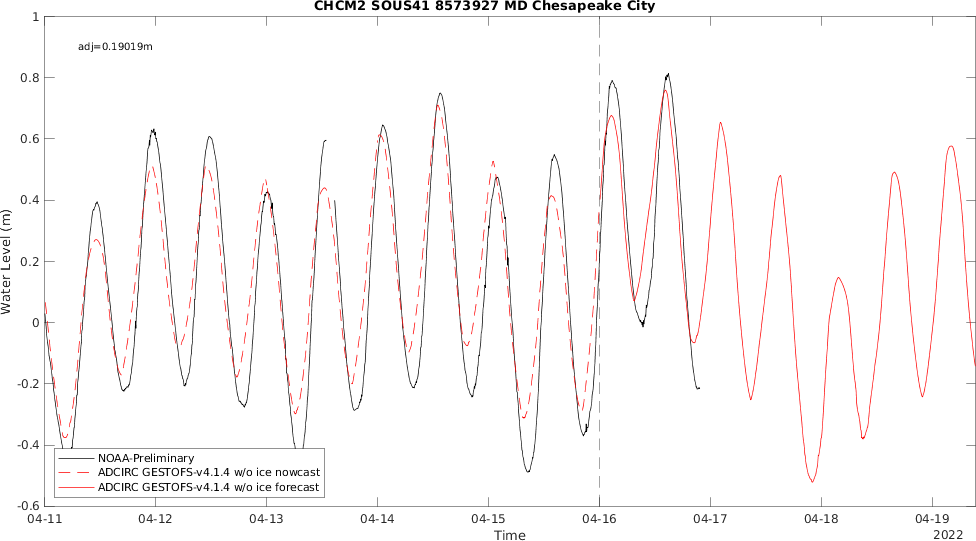 CHCM2 SOUS41 8573927 MD Chesapeake City
adj=0.19019m
1
0.8
0.6
0.4
0.2
0
-0.2
-0.4
-0.6
Water Level (m)
NOAA-Preliminary
ADCIRC GESTOFS-v4.1.4 w/o ice nowcast
ADCIRC GESTOFS-v4.1.4 w/o ice forecast
04-11 04-12 04-13 04-14 04-15 04-16 04-17 04-18 04-19
Time
2022